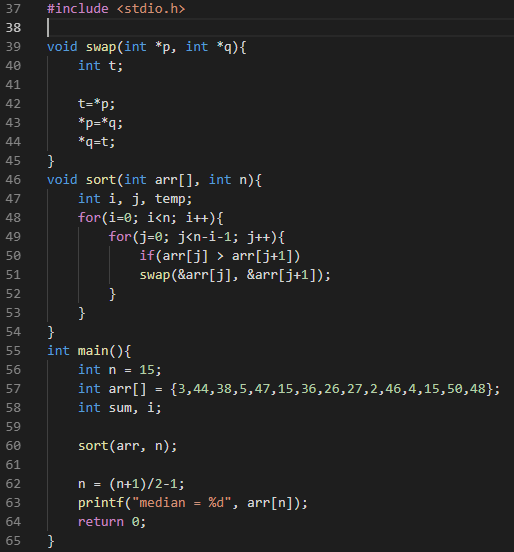 37 #include <stdio.h>
38
39 void swap(int *p, int *q){
40     int t;
41
42     t=*p;
43     *p=*q;
44     *q=t;
45 }
46 void sort(int arr[], int n){
47     int i, j, temp;
48     for(i=0; i<n; i++){
49         for(j=0; j<n-i-1; j++){
50             if(arr[j] > arr[j+1])
51             swap(&arr[j], &arr[j+1]);
52         }
53     }
54 }
55 int main(){
56     int n = 15;
57     int arr[] = {3,44,38,5,47,15,36,26,27,2,46,4,15,50,48};
58     int sum, i;
59
60     sort(arr, n);
61
62     n = (n+1)/2-1;
63     printf("median = %d", arr[n]);
64     return 0;
65 }